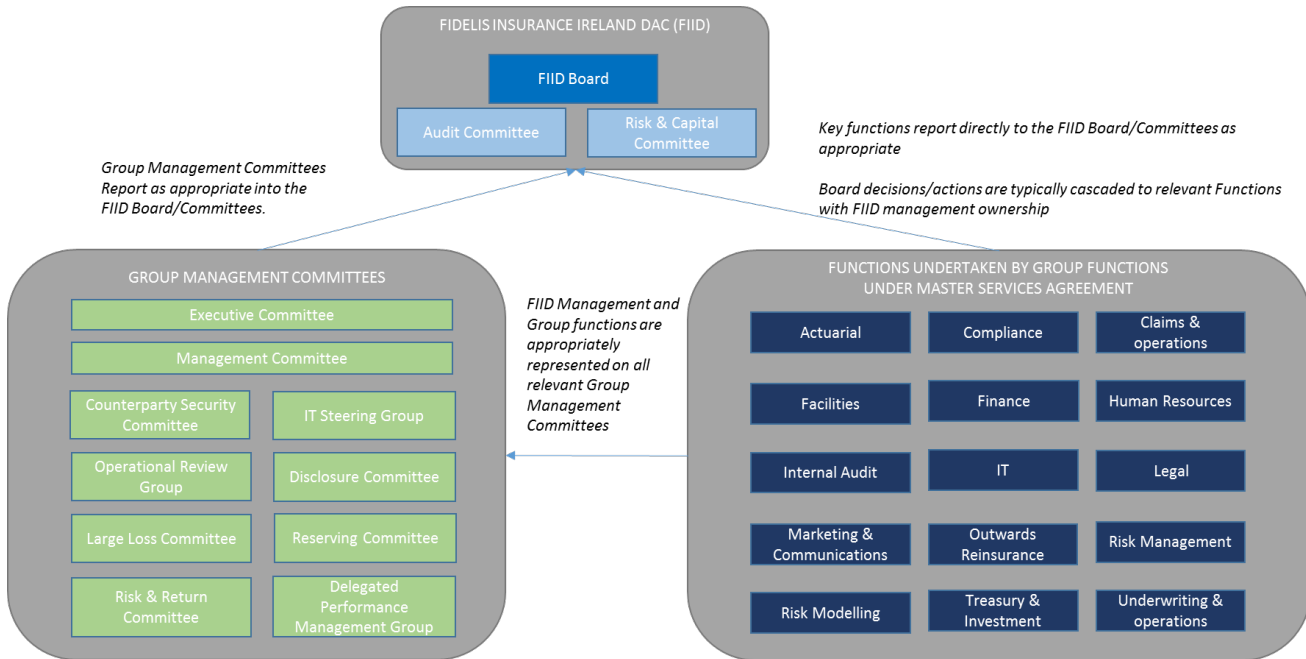 FIDELIS INSURANCE IRELAND DAC (FIID)
FIID Board
Audit Committee
Risk & Capital
Committee
Key functions report directly to the FIID Board/Committees as
appropriate
Board decisions/actions are typically cascaded to relevant Functions
with FIID management ownership
Group Management Committees
Report as appropriate into the
FIID Board/Committees.
GROUP MANAGEMENT COMMITTEES
Executive Committee
Management Committee
Counterparty Security
Committee
IT Steering Group
Operational Review
Group
Disclosure Committee
Large Loss Committee
Reserving Committee
Risk & Return
Committee
Delegated
Performance
Management Group
FIID Management and
Group functions are
appropriately
represented on all
relevant Group
Management
Committees
FUNCTIONS UNDERTAKEN BY GROUP FUNCTIONS
UNDER MASTER SERVICES AGREEMENT
Actuarial
Compliance
Claims &
operations
Facilities
Finance
Human Resources
Internal Audit
IT
Legal
Marketing &
Communications
Outwards
Reinsurance
Risk Management
Risk Modelling
Treasury &
Investment
Underwriting &
operations